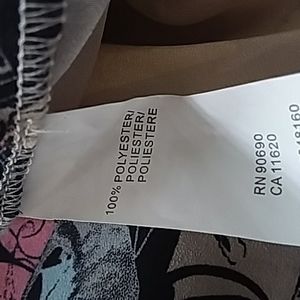 100% POLYESTER/
POLIESTER/
POLIESTERE
RN 90690
CA 11620